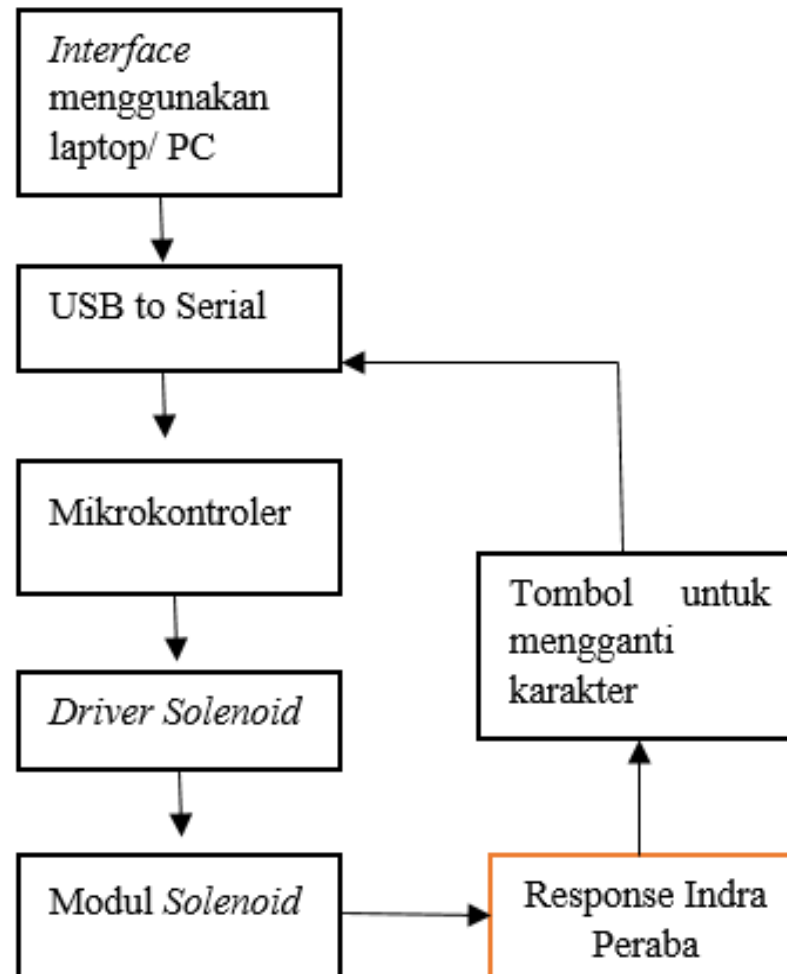 Interface
menggunakan
laptop/ PC
USB to Serial
Mikrokontroler
Driver Solenoid
Modul Solenoid
Response Indra
Peraba
Tombol untuk
mengganti
karakter